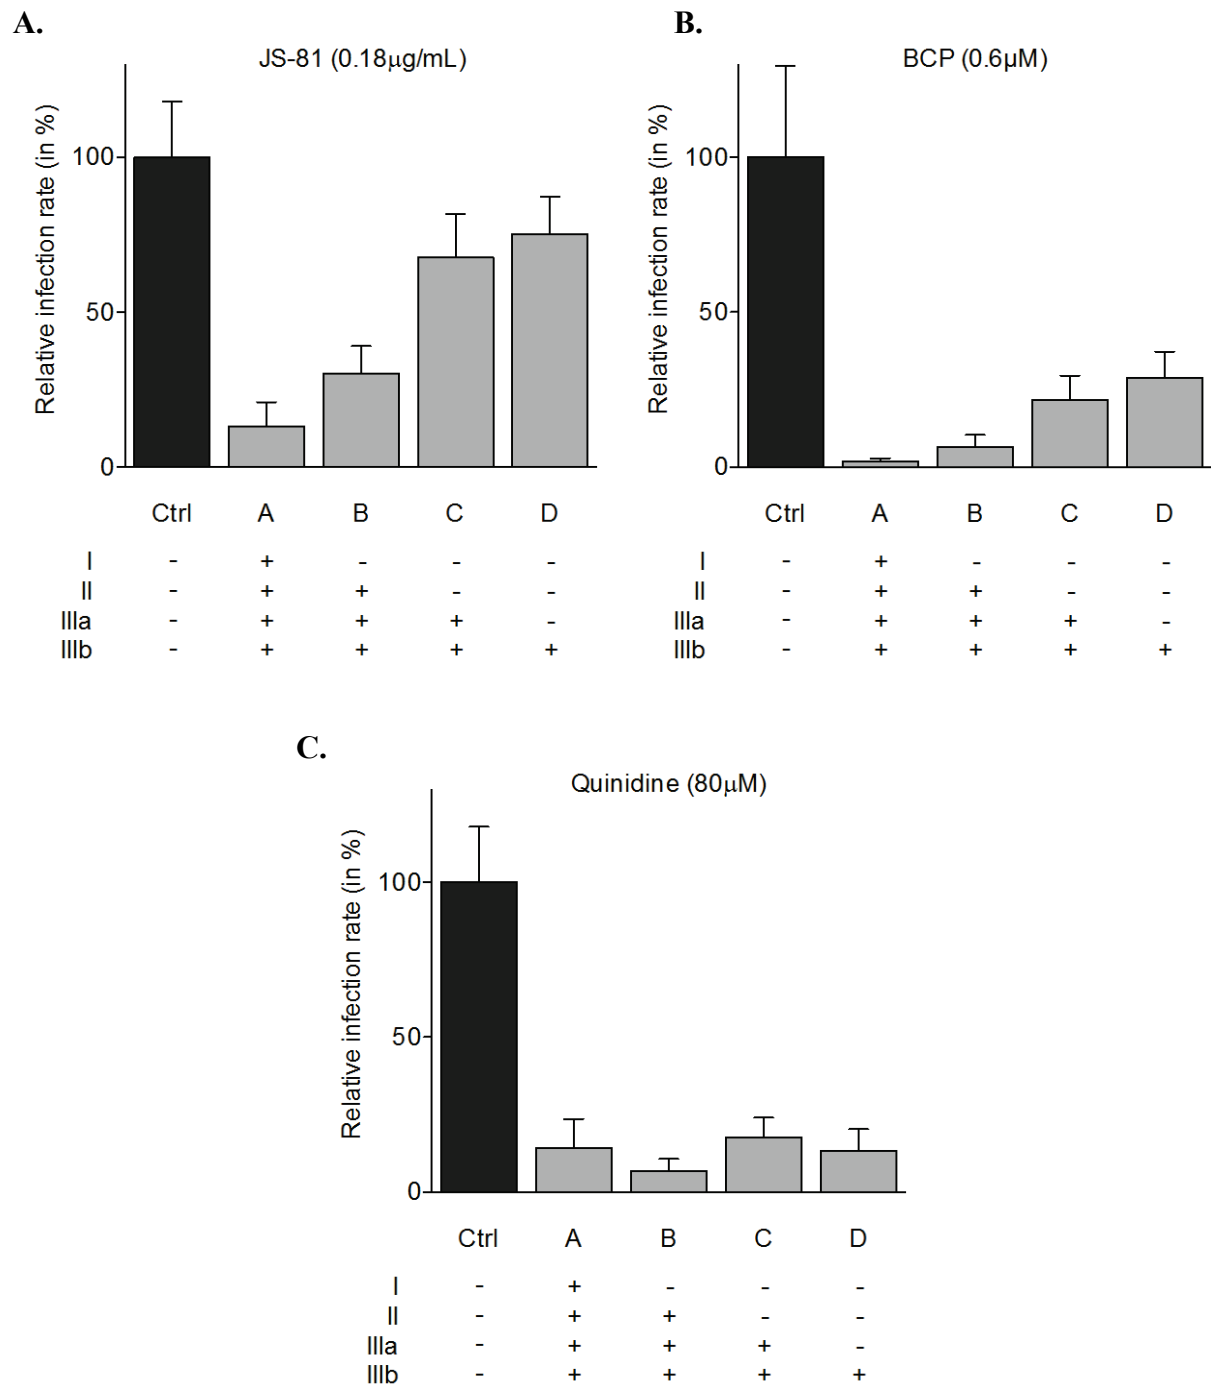 A.
JS-81 (0.18µg/mL)
Relative infection rate (in %)
100
50
0
Ctrl A B C D
I - + - - -
II - + + - -
IIIa - + + + -
IIIb - + + + +
B.
BCP (0.6µM)
Relative infection rate (in %)
100
50
0
Ctrl A B C D
I - + - - -
II - + + - -
IIIa - + + + -
IIIb - + + + +
C.
Quinidine (80µM)
Relative infection rate (in %)
100
50
0
Ctrl A B C D
I - + - - -
II - + + - -
IIIa - + + + -
IIIb - + + + +